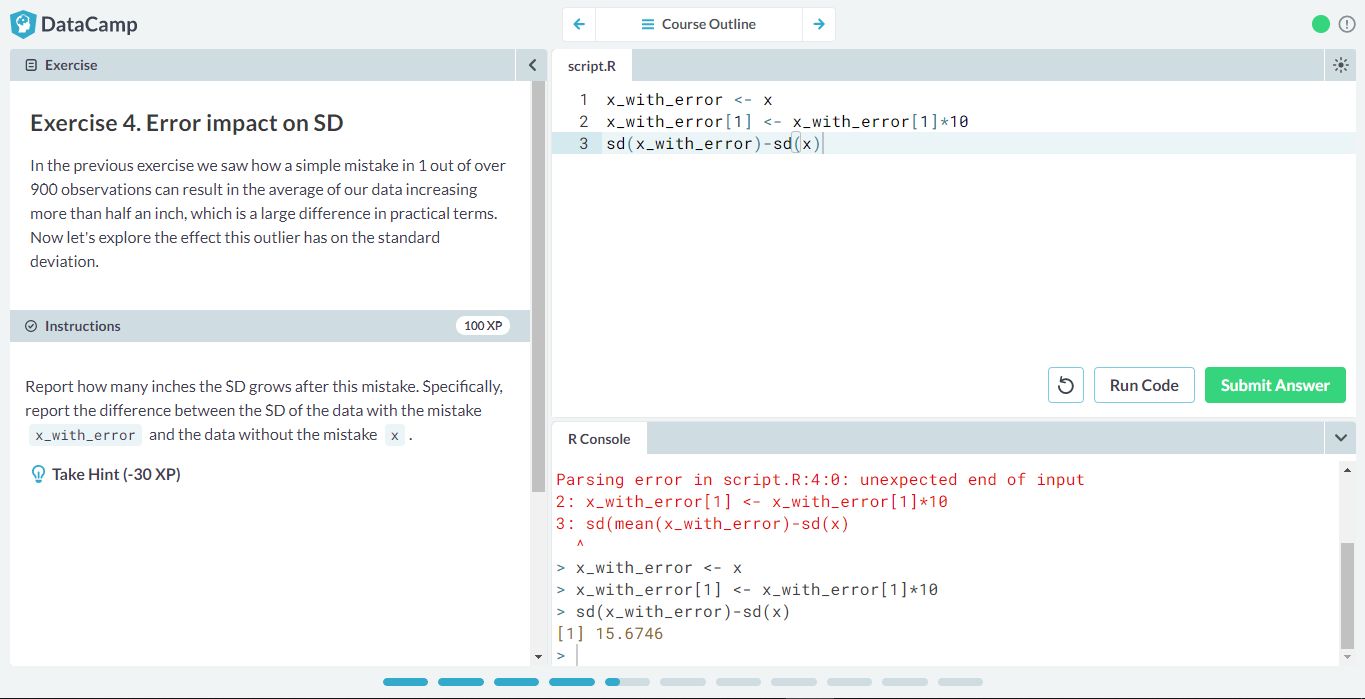 DataCamp
Course Outline
Exercise
Exercise 4. Error impact on SD
In the previous exercise we saw how a simple mistake in 1 out of over
900 observations can result in the average of our data increasing
more than half an inch, which is a large difference in practical terms.
Now let's explore the effect this outlier has on the standard
deviation.
Instructions
100 XP
Report how many inches the SD grows after this mistake. Specifically,
report the difference between the SD of the data with the mistake
x_with_error and the data without the mistake x .
Take Hint (-30 XP)
script.R
1 x_with_error <- x
2 x_with_error[1] <- x_with_error[1]*10
3 sd(x_with_error)-sd(x)
Run Code
Submit Answer
R Console
Parsing error in script.R:4:0: unexpected end of input
2: x_with_error[1] <- x_with_error[1]*10
3: sd(mean(x_with_error)-sd(x)
^
> x_with_error <- x
> x_with_error[1] <- x_with_error[1]*10
> sd(x_with_error)-sd(x)
[1] 15.6746
>